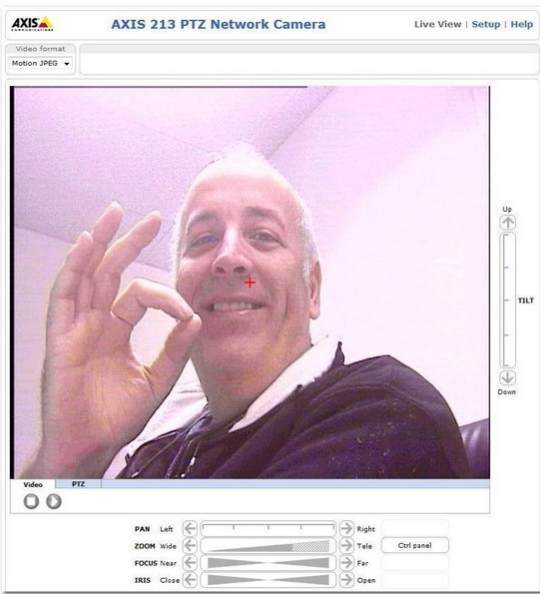 AXIS
COMMUNICATIONS
AXIS 213 PTZ Network Camera
Live View | Setup | Help
Video format
Motion JPEG
Up
TILT
Down
Video PTZ
PAN Left Right
ZOOM Wide Tele Ctrl panel
FOCUS Near Far
IRIS Close Open